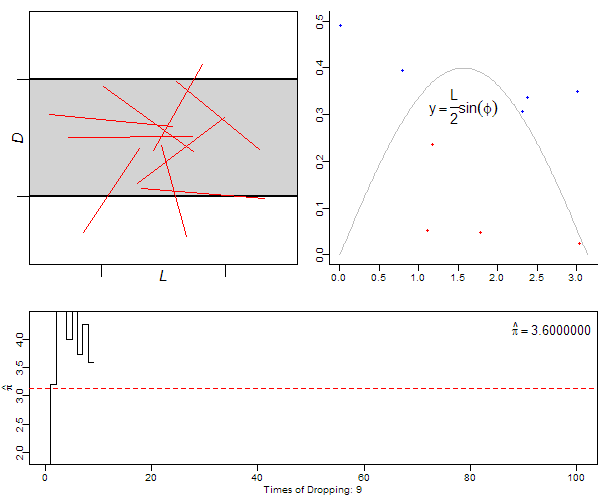 D
L
0.5
0.4
0.3
0.2
0.1
0.0
y = L/2 sin(ϕ)
0.0 0.5 1.0 1.5 2.0 2.5 3.0
π̂ = 3.6000000
π̂
4.0
3.5
3.0
2.5
2.0
0 20 40 60 80 100
Times of Dropping: 9